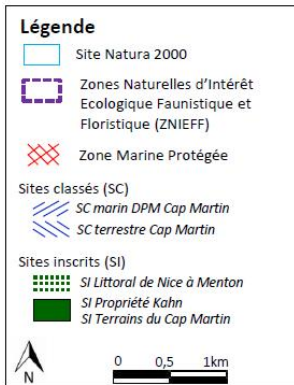 Légende
Site Natura 2000
Zones Naturelles d’Intérêt
Ecologique Faunistique et
Floristique (ZNIEFF)
Zone Marine Protégée
Sites classés (SC)
SC marin DPM Cap Martin
SC terrestre Cap Martin
Sites inscrits (SI)
SI Littoral de Nice à Menton
SI Propriété Kahn
SI Terrains du Cap Martin
0 0,5 1km
N